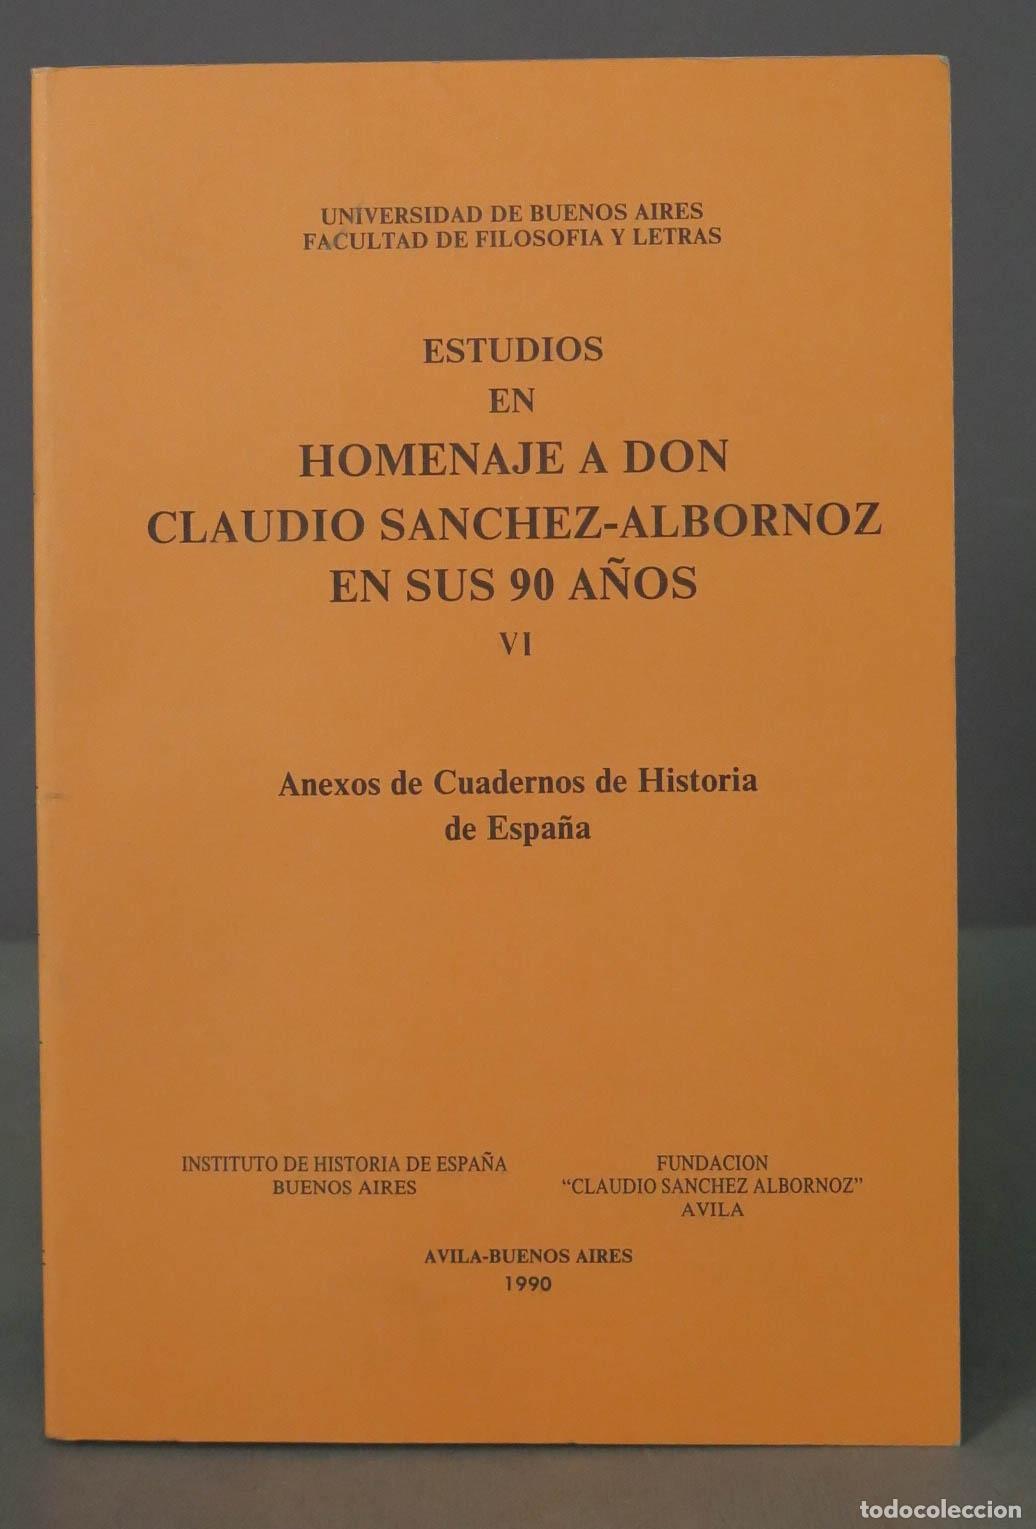 UNIVERSIDAD DE BUENOS AIRES
FACULTAD DE FILOSOFIA Y LETRAS
ESTUDIOS
EN
HOMENAJE A DON
CLAUDIO SANCHEZ-ALBORNOZ
EN SUS 90 AÑOS
VI
Anexos de Cuadernos de Historia
de España
INSTITUTO DE HISTORIA DE ESPAÑA
BUENOS AIRES
FUNDACION
“CLAUDIO SANCHEZ ALBORNOZ”
AVILA
AVILA-BUENOS AIRES
1990
todocoleccion